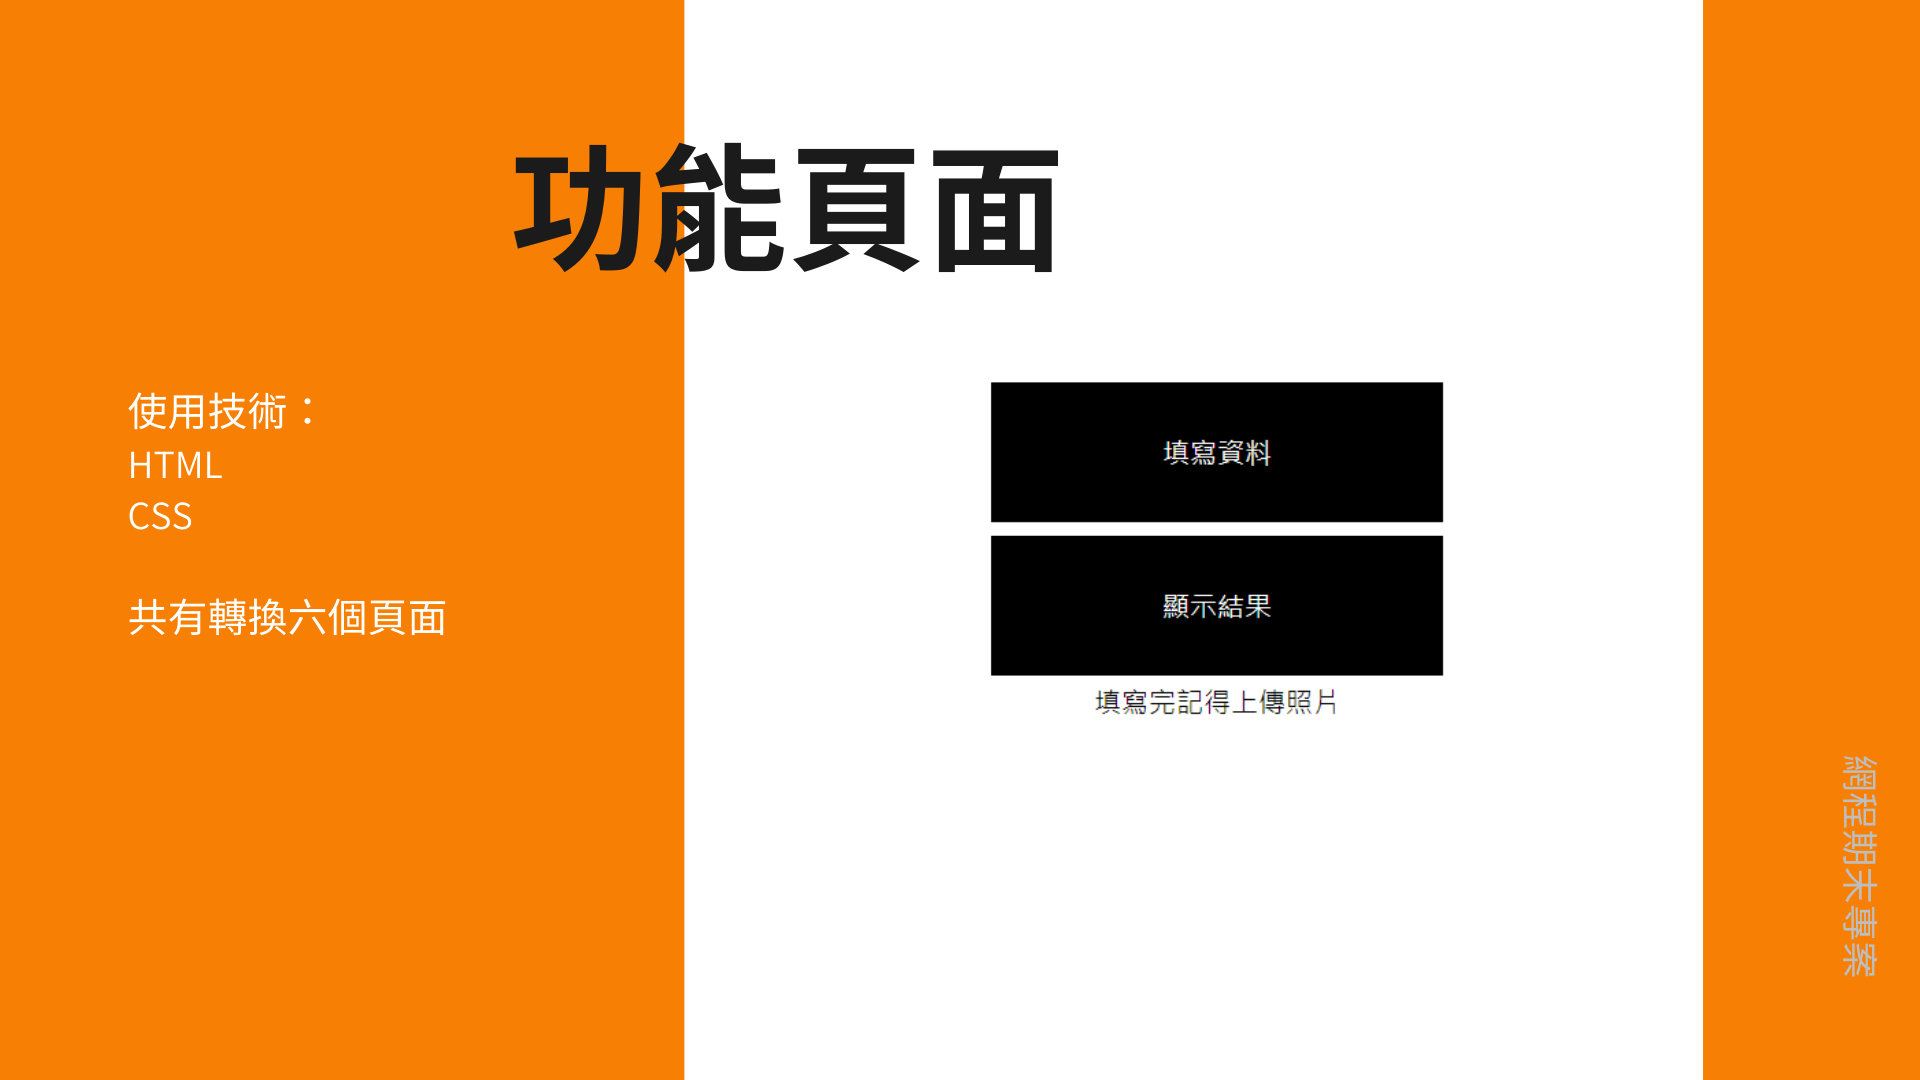 功能頁面
使用技術：
HTML
CSS
共有轉換六個頁面
填寫資料
顯示結果
填寫完記得上傳照片
網程期末專案